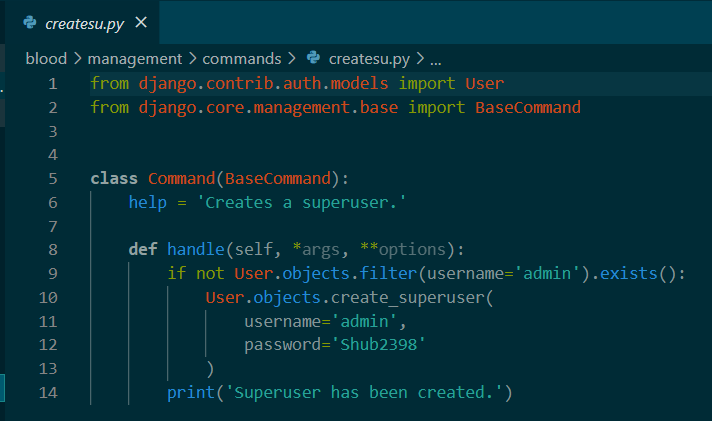 createsu.py ×
blood > management > commands > createsu.py > ...
1 from django.contrib.auth.models import User
2 from django.core.management.base import BaseCommand
3
4
5 class Command(BaseCommand):
6     help = 'Creates a superuser.'
7
8     def handle(self, *args, **options):
9         if not User.objects.filter(username='admin').exists():
10             User.objects.create_superuser(
11                 username='admin',
12                 password='Shub2398'
13             )
14         print('Superuser has been created.')